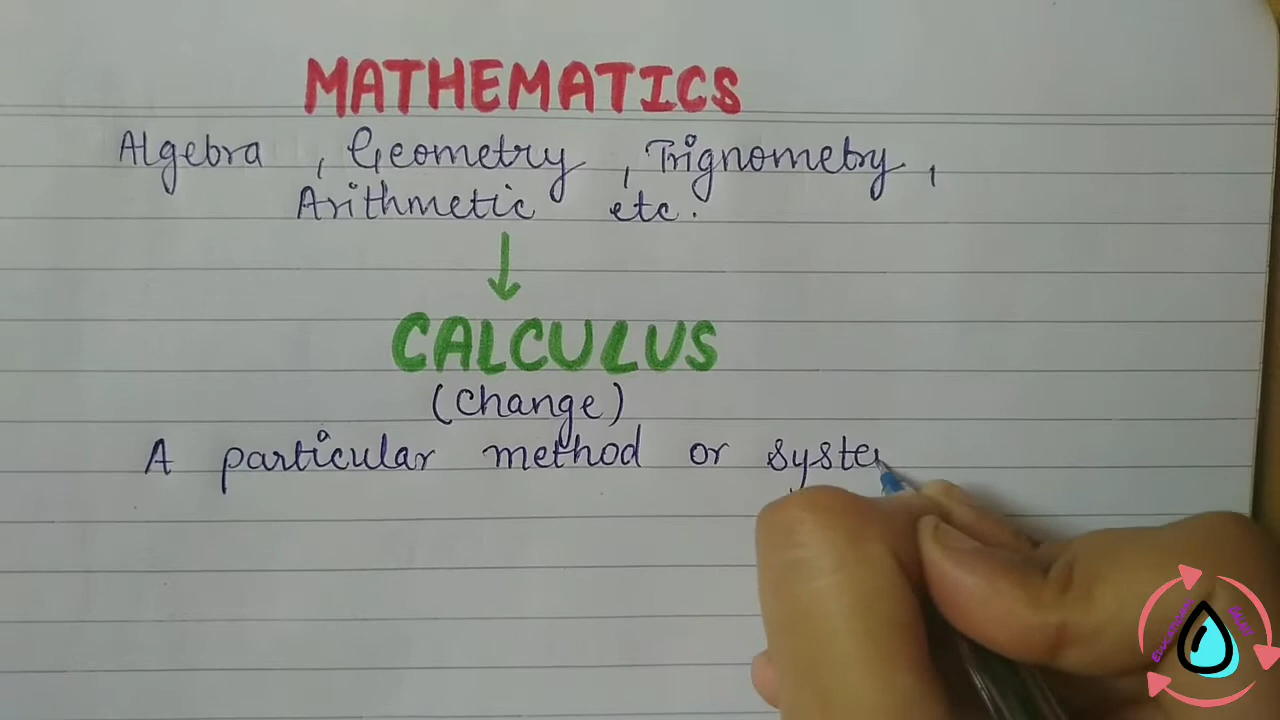 MATHEMATICS
Algebra , Geometry , Trignometry ,
Arithmetic etc.
CALCULUS
(Change)
A particular method or syste